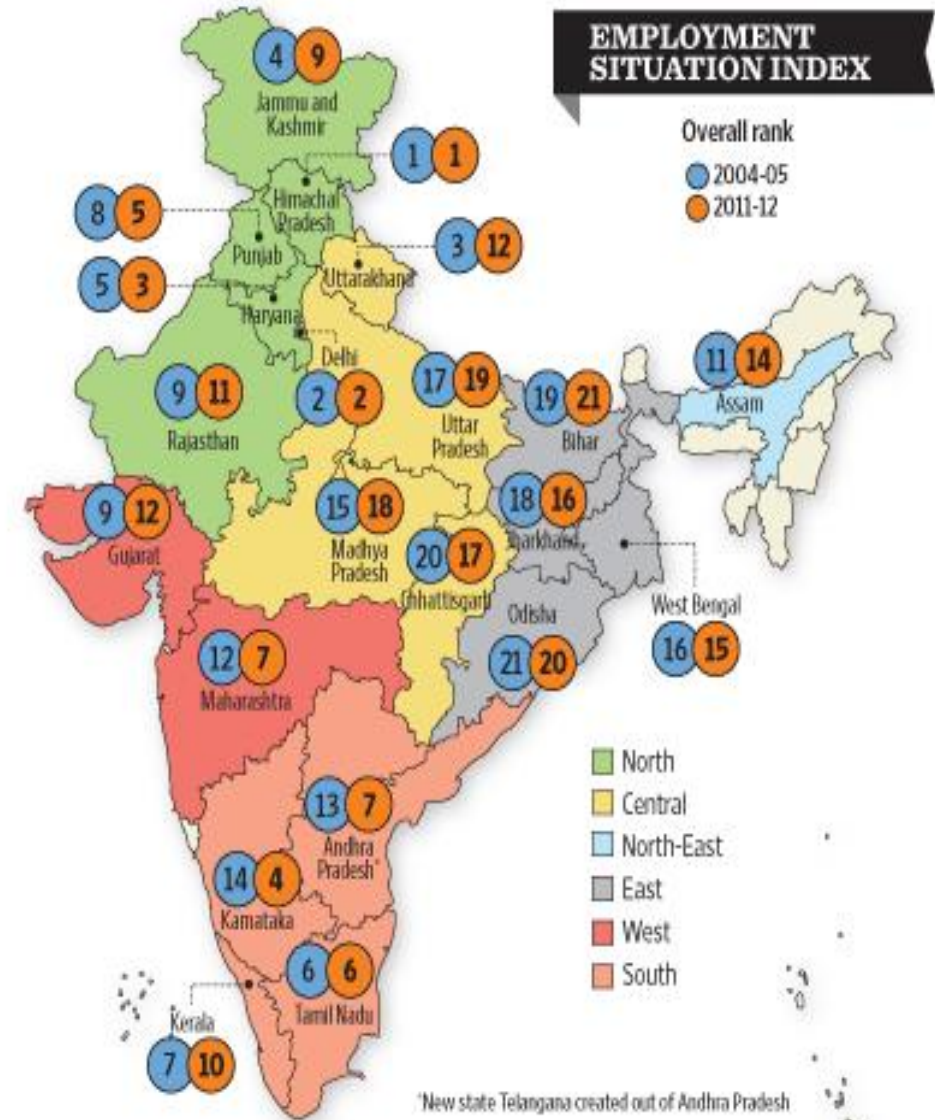 EMPLOYMENT
SITUATION INDEX
Overall rank
2004-05
2011-12
4 9
Jammu and
Kashmir
1 1
Himachal
Pradesh
8 5
Punjab
3 12
Uttarakhand
5 3
Haryana
Delhi
2 2
9 11
Rajasthan
17 19
Uttar
Pradesh
19 21
Bihar
11 14
Assam
9 12
Gujarat
15 18
Madhya
Pradesh
18 16
Jharkhand
20 17
Chhattisgarh
West Bengal
16 15
Odisha
21 20
12 7
Maharashtra
13 7
Andhra
Pradesh*
14 4
Karnataka
6 6
Tamil Nadu
Kerala
7 10
North
Central
North-East
East
West
South
*New state Telangana created out of Andhra Pradesh